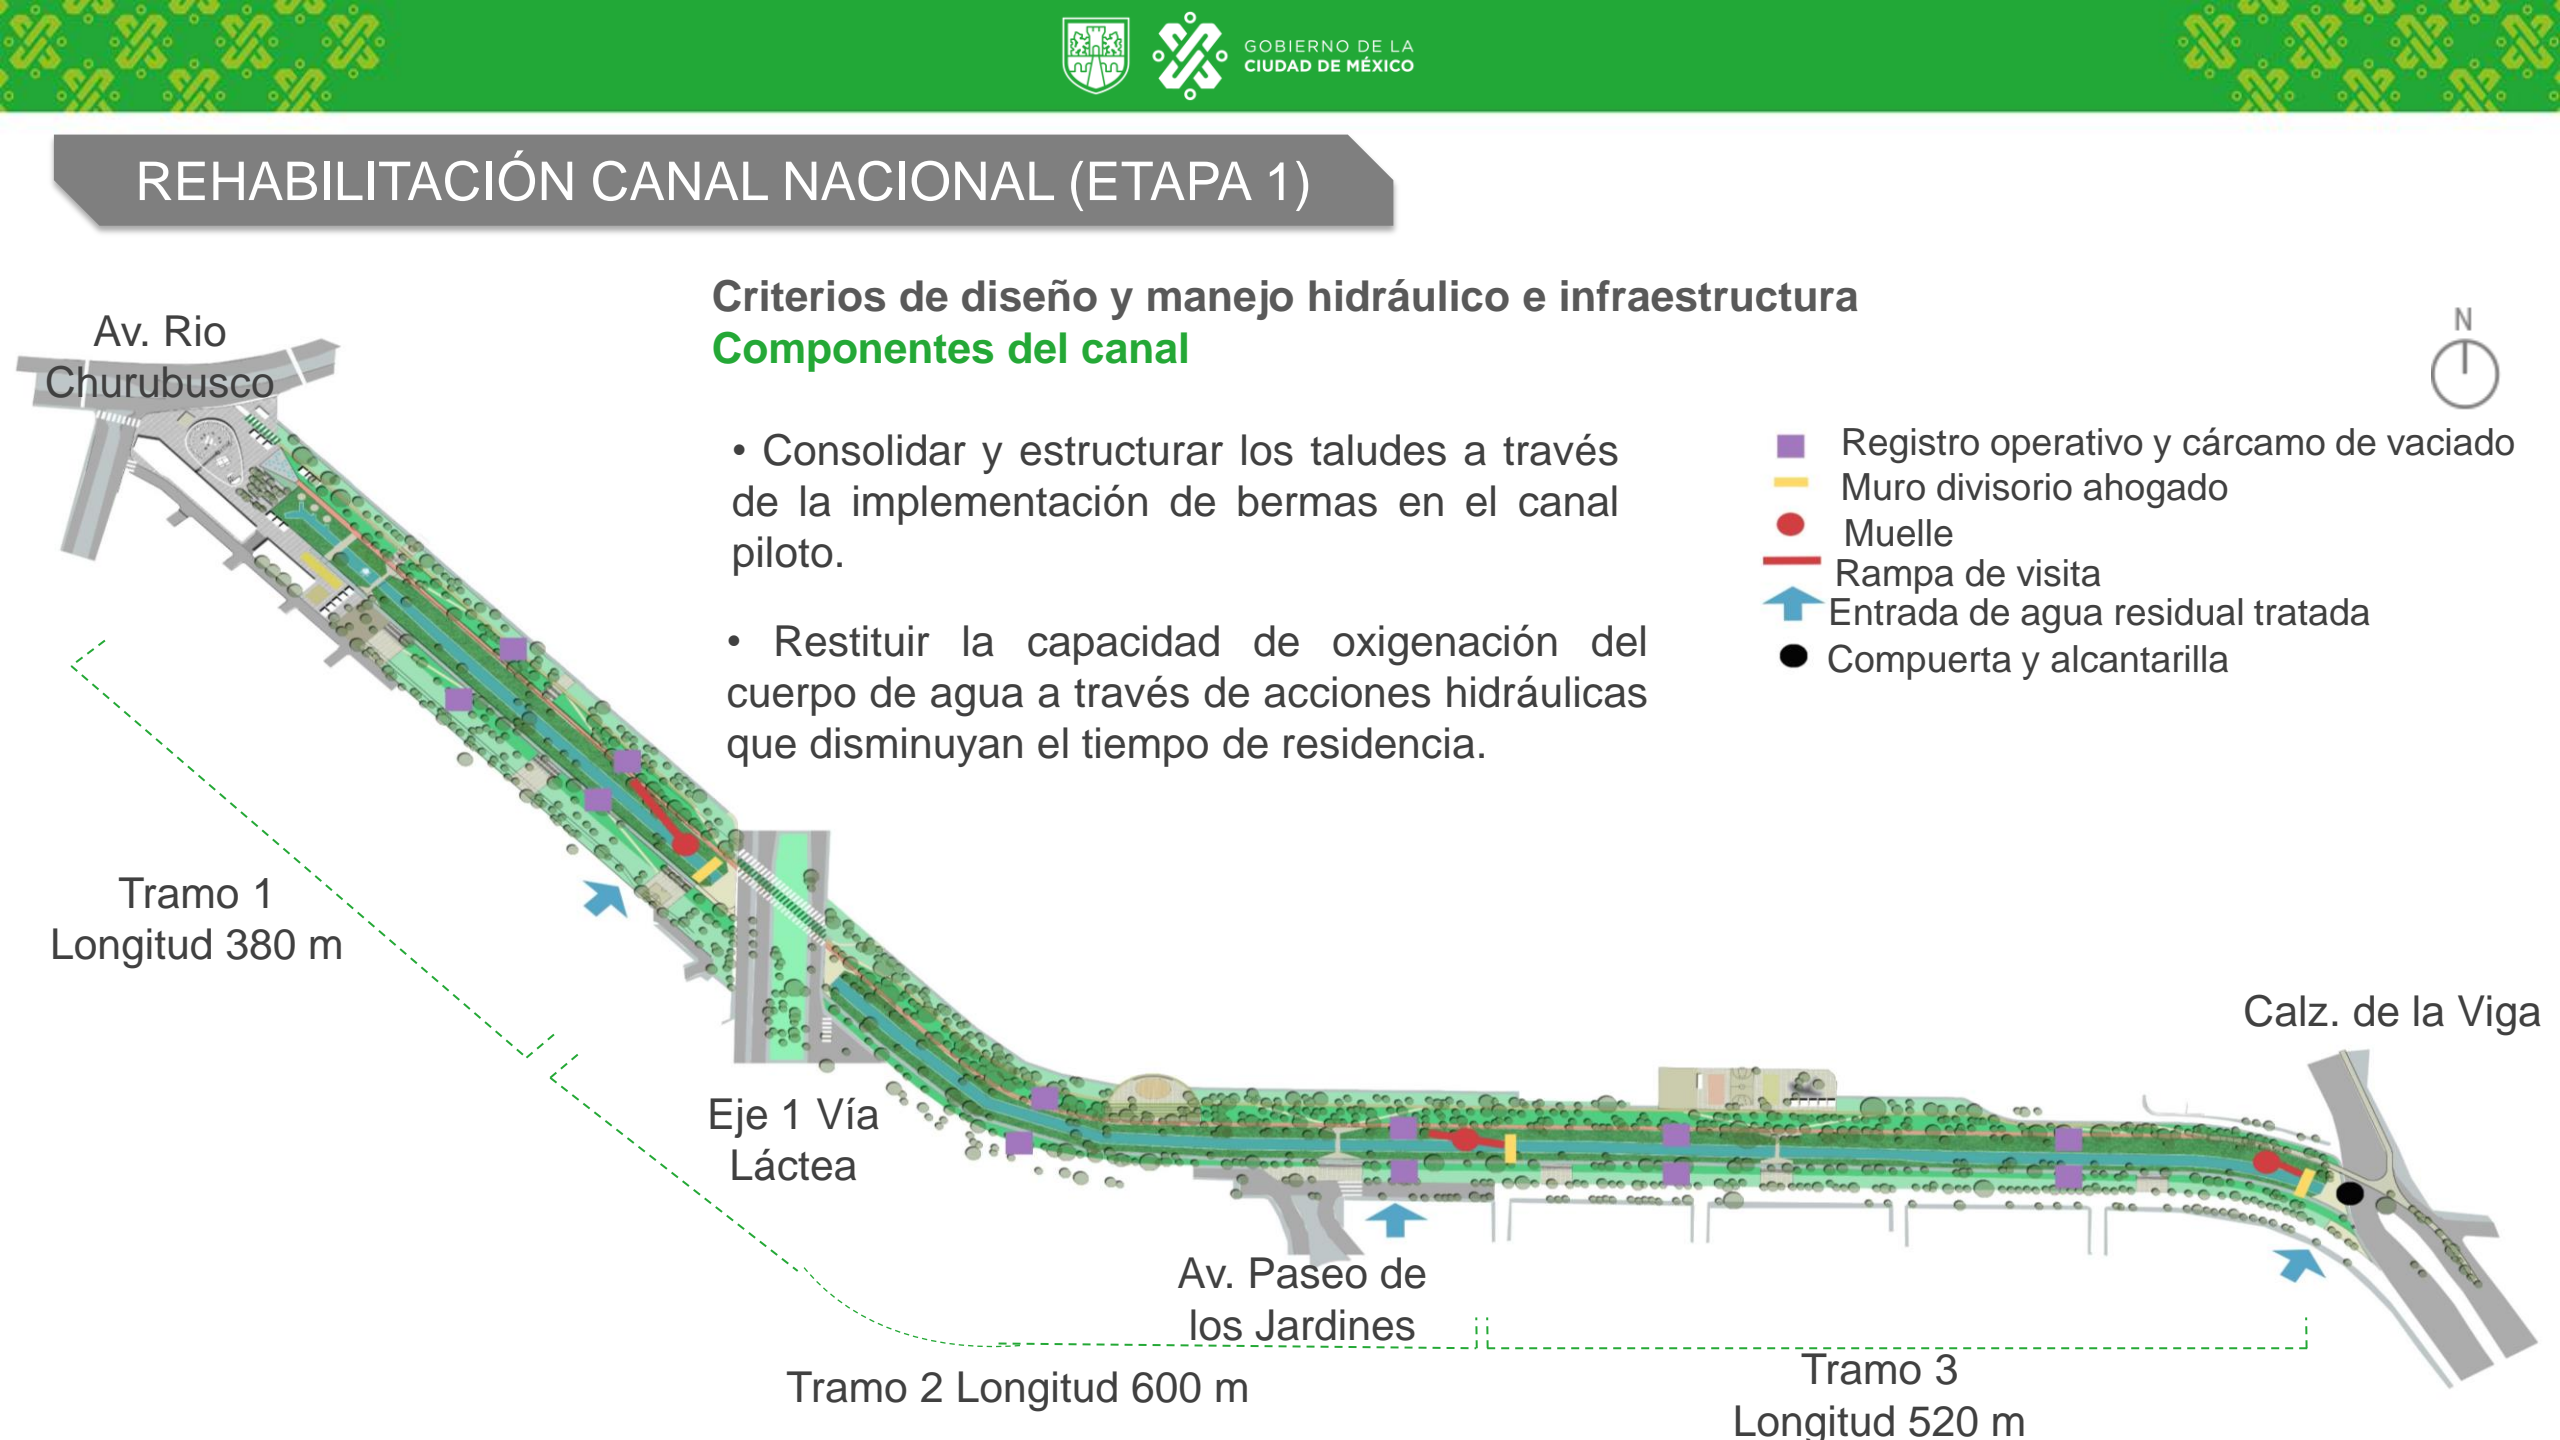 GOBIERNO DE LA
CIUDAD DE MÉXICO
REHABILITACIÓN CANAL NACIONAL (ETAPA 1)
Criterios de diseño y manejo hidráulico e infraestructura
Componentes del canal
Av. Rio
Churubusco
N
• Consolidar y estructurar los taludes a través
de la implementación de bermas en el canal
piloto.
• Restituir la capacidad de oxigenación del
cuerpo de agua a través de acciones hidráulicas
que disminuyan el tiempo de residencia.
Registro operativo y cárcamo de vaciado
Muro divisorio ahogado
Muelle
Rampa de visita
Entrada de agua residual tratada
Compuerta y alcantarilla
Tramo 1
Longitud 380 m
Calz. de la Viga
Eje 1 Vía
Láctea
Av. Paseo de
los Jardines
Tramo 2 Longitud 600 m
Tramo 3
Longitud 520 m